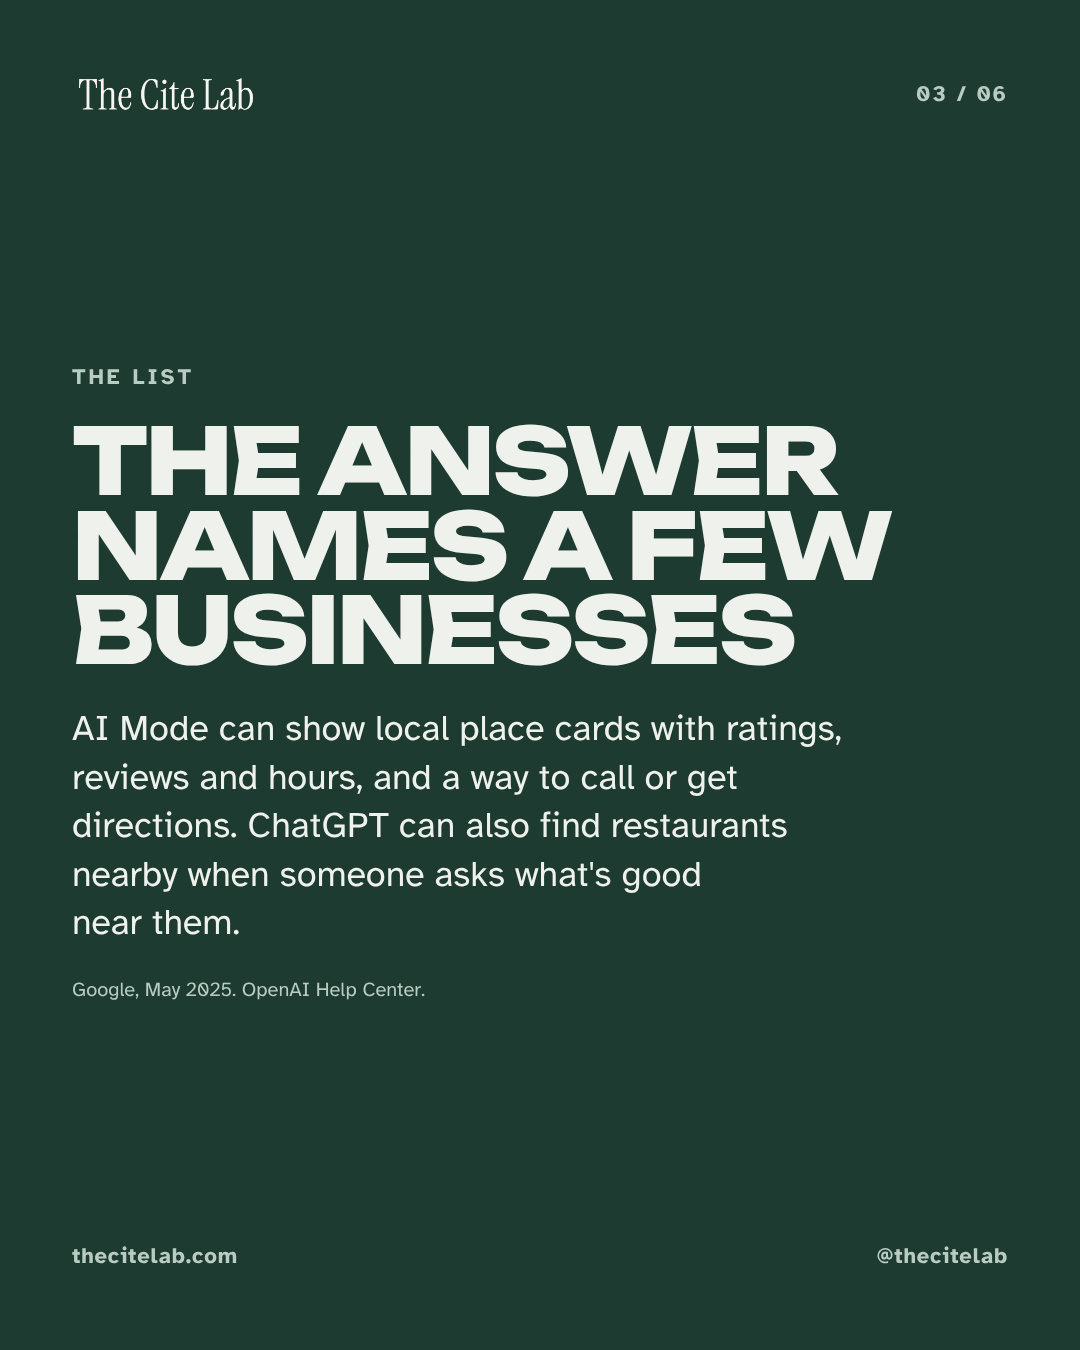 The Cite Lab
03 / 06
THE LIST
THE ANSWER
NAMES A FEW
BUSINESSES
AI Mode can show local place cards with ratings,
reviews and hours, and a way to call or get
directions. ChatGPT can also find restaurants
nearby when someone asks what's good
near them.
Google, May 2025. OpenAI Help Center.
thecitelab.com
@thecitelab